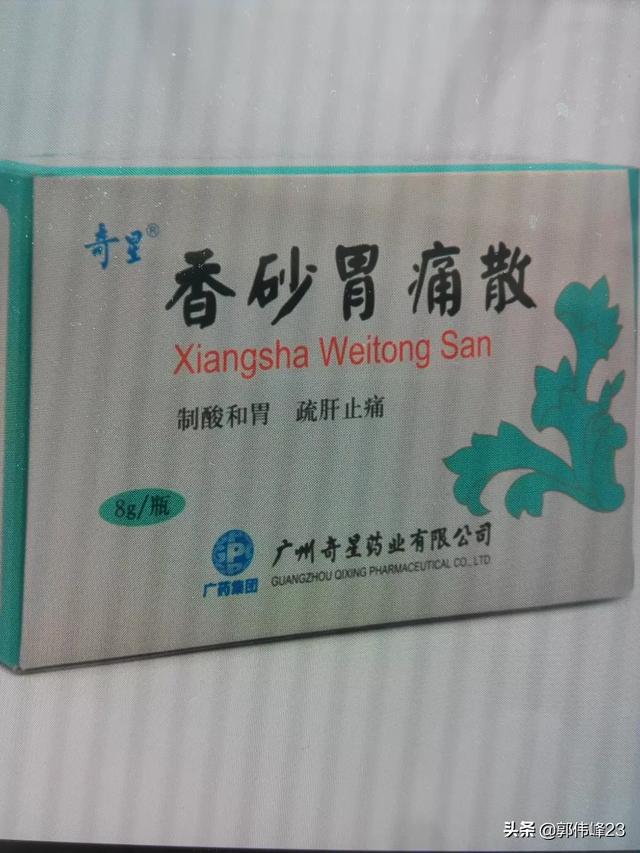 奇星®
香砂胃痛散
Xiangsha Weitong San
制酸和胃 疏肝止痛
8g/瓶
广药集团
广州奇星药业有限公司
GUANGZHOU QIXING PHARMACEUTICAL CO., LTD
头条 @郭伟峰23